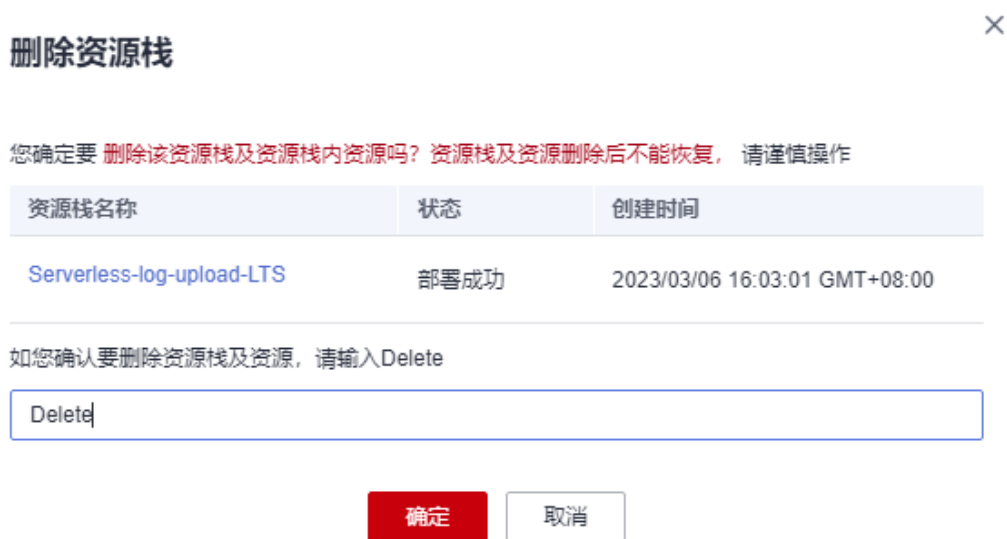 删除资源栈
您确定要 删除该资源栈及资源栈内资源吗？资源栈及资源删除后不能恢复， 请谨慎操作
资源栈名称 状态 创建时间
Serverless-log-upload-LTS 部署成功 2023/03/06 16:03:01 GMT+08:00
如您确认要删除资源栈及资源，请输入Delete
Delete
确定 取消